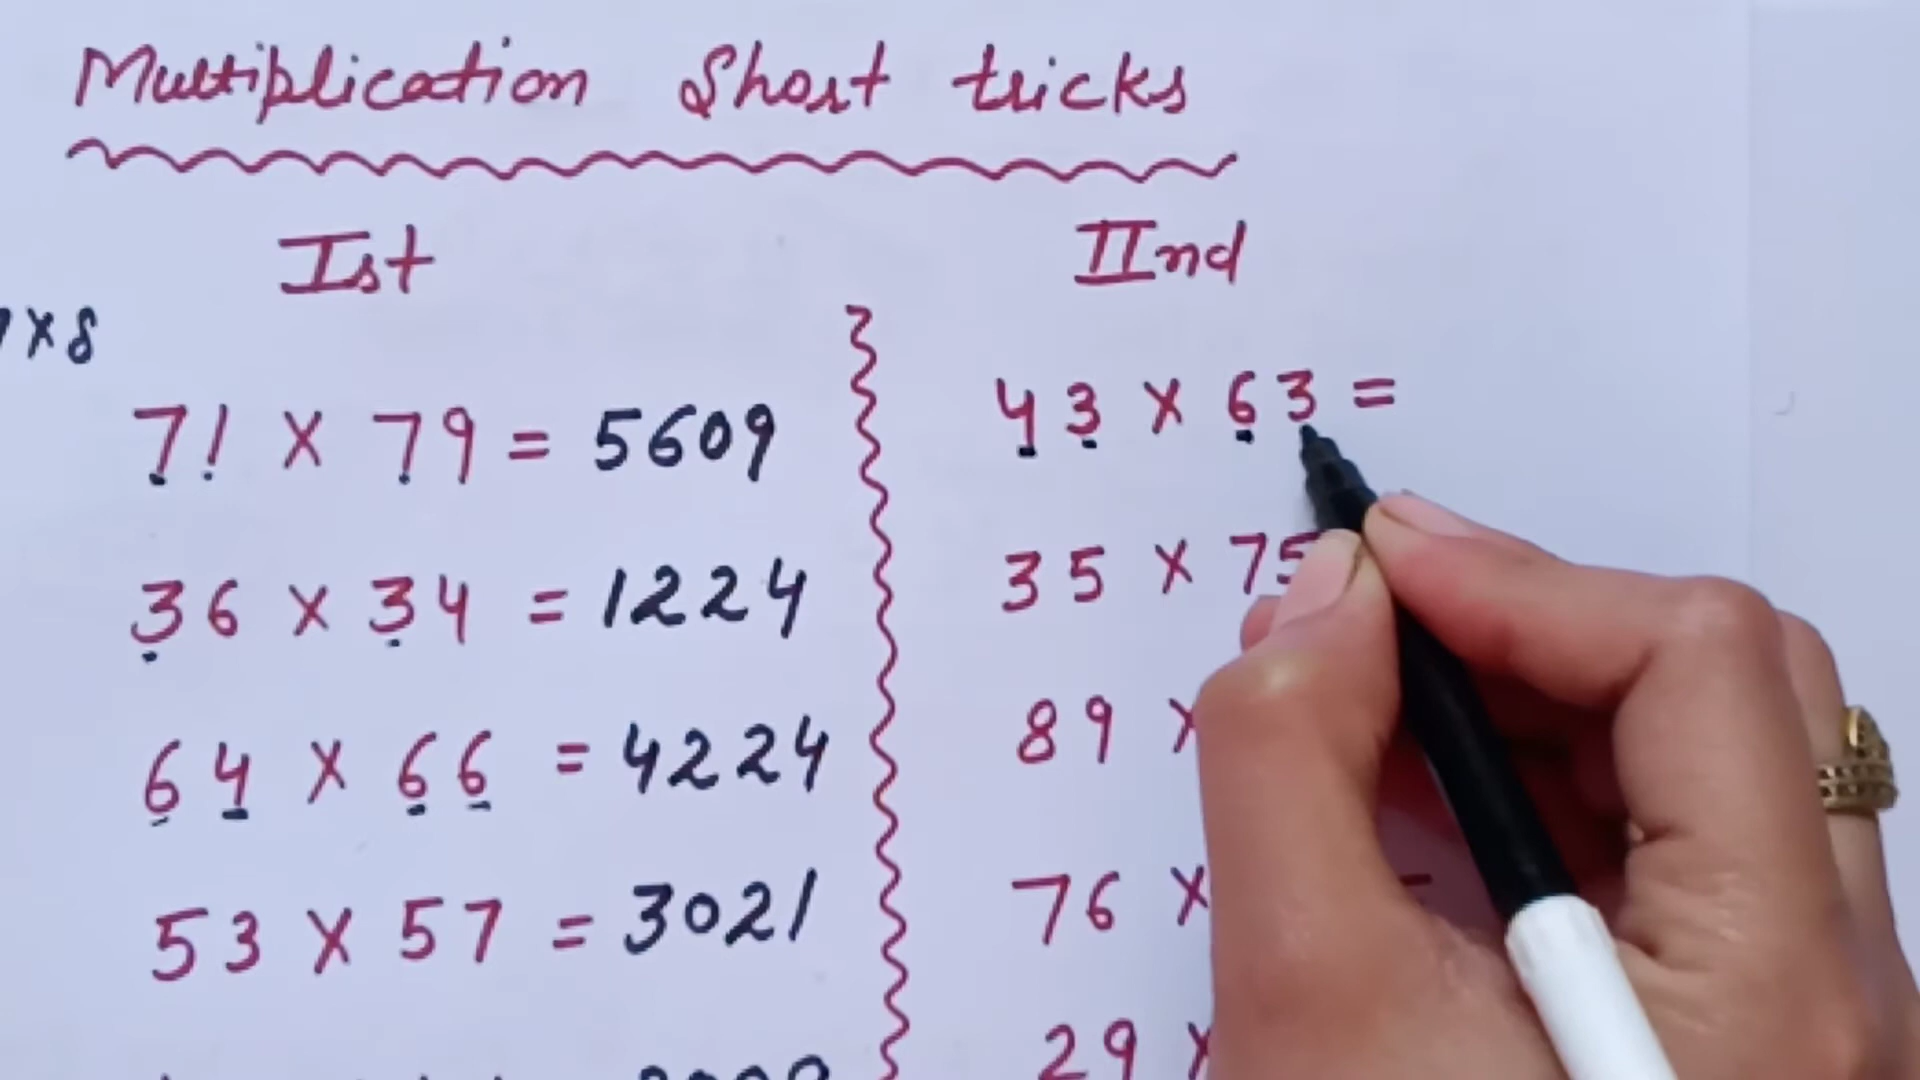 Multiplication Short tricks
Ist
IInd
×8
71 × 79 = 5609
43 × 63 =
36 × 34 = 1224
35 × 75
64 × 66 = 4224
89 ×
53 × 57 = 3021
76 ×
29 ×